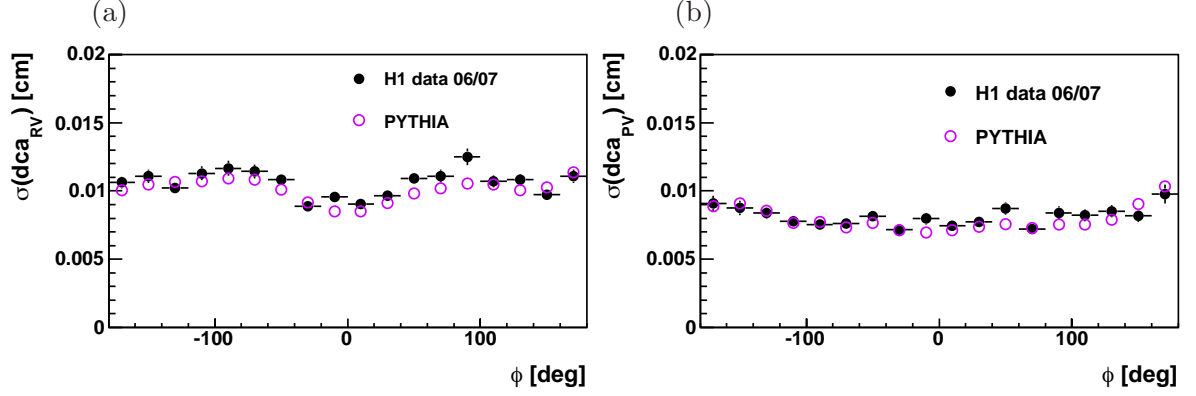 (a)
σ(dca_RV) [cm]
0.02
0.015
0.01
0.005
0
H1 data 06/07
PYTHIA
-100 0 100
ϕ [deg]
(b)
σ(dca_PV) [cm]
0.02
0.015
0.01
0.005
0
H1 data 06/07
PYTHIA
-100 0 100
ϕ [deg]